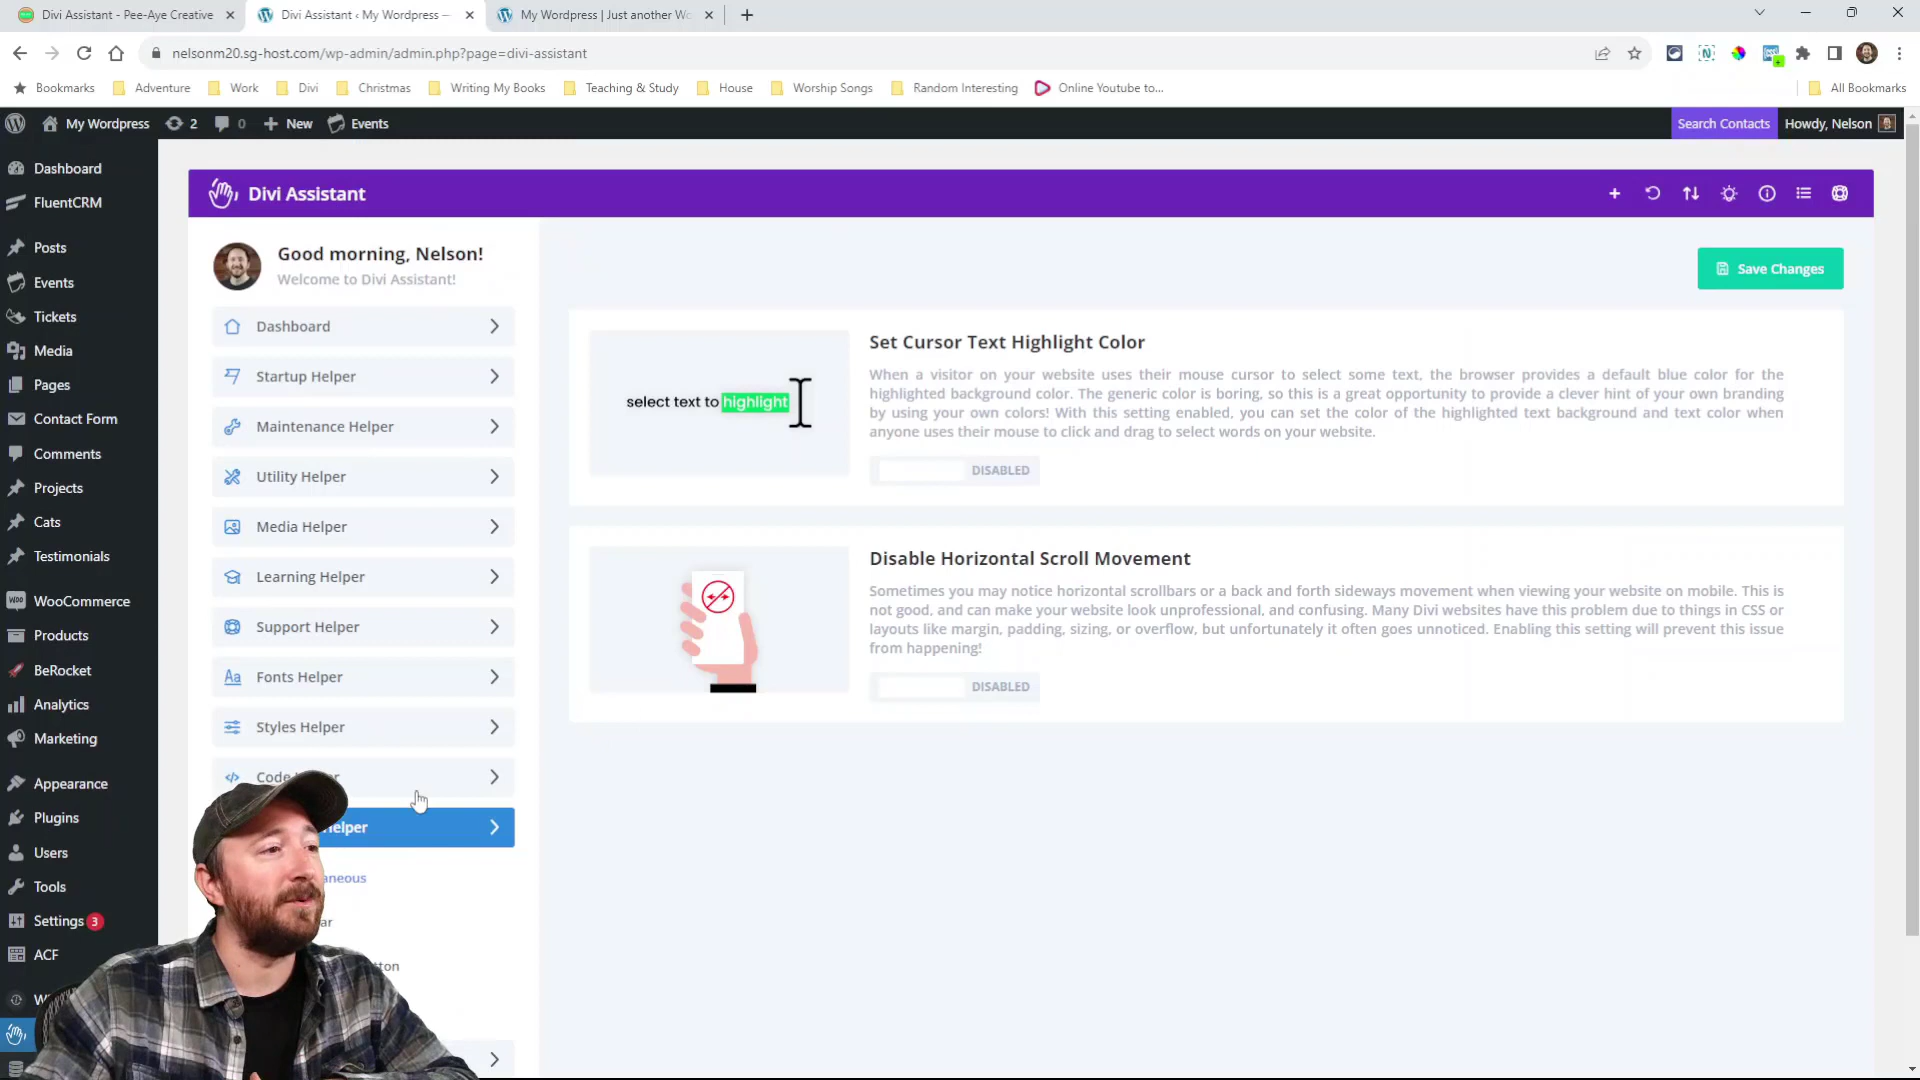 Divi Assistant - Pee-Aye Creative
Divi Assistant ‹ My Wordpress —
My Wordpress | Just another Wo
nelsonm20.sg-host.com/wp-admin/admin.php?page=divi-assistant
Bookmarks
Adventure
Work
Divi
Christmas
Writing My Books
Teaching & Study
House
Worship Songs
Random Interesting
Online Youtube to...
All Bookmarks
My Wordpress
2
0
New
Events
Search Contacts
Howdy, Nelson
Dashboard
FluentCRM
Posts
Events
Tickets
Media
Pages
Contact Form
Comments
Projects
Cats
Testimonials
WooCommerce
Products
BeRocket
Analytics
Marketing
Appearance
Plugins
Users
Tools
Settings 3
ACF
Divi Assistant
Good morning, Nelson!
Welcome to Divi Assistant!
Dashboard
Startup Helper
Maintenance Helper
Utility Helper
Media Helper
Learning Helper
Support Helper
Fonts Helper
Styles Helper
Code
Save Changes
select text to highlight
Set Cursor Text Highlight Color
When a visitor on your website uses their mouse cursor to select some text, the browser provides a default blue color for the
highlighted background color. The generic color is boring, so this is a great opportunity to provide a clever hint of your own branding
by using your own colors! With this setting enabled, you can set the color of the highlighted text background and text color when
anyone uses their mouse to click and drag to select words on your website.
DISABLED
Disable Horizontal Scroll Movement
Sometimes you may notice horizontal scrollbars or a back and forth sideways movement when viewing your website on mobile. This is
not good, and can make your website look unprofessional, and confusing. Many Divi websites have this problem due to things in CSS or
layouts like margin, padding, sizing, or overflow, but unfortunately it often goes unnoticed. Enabling this setting will prevent this issue
from happening!
DISABLED